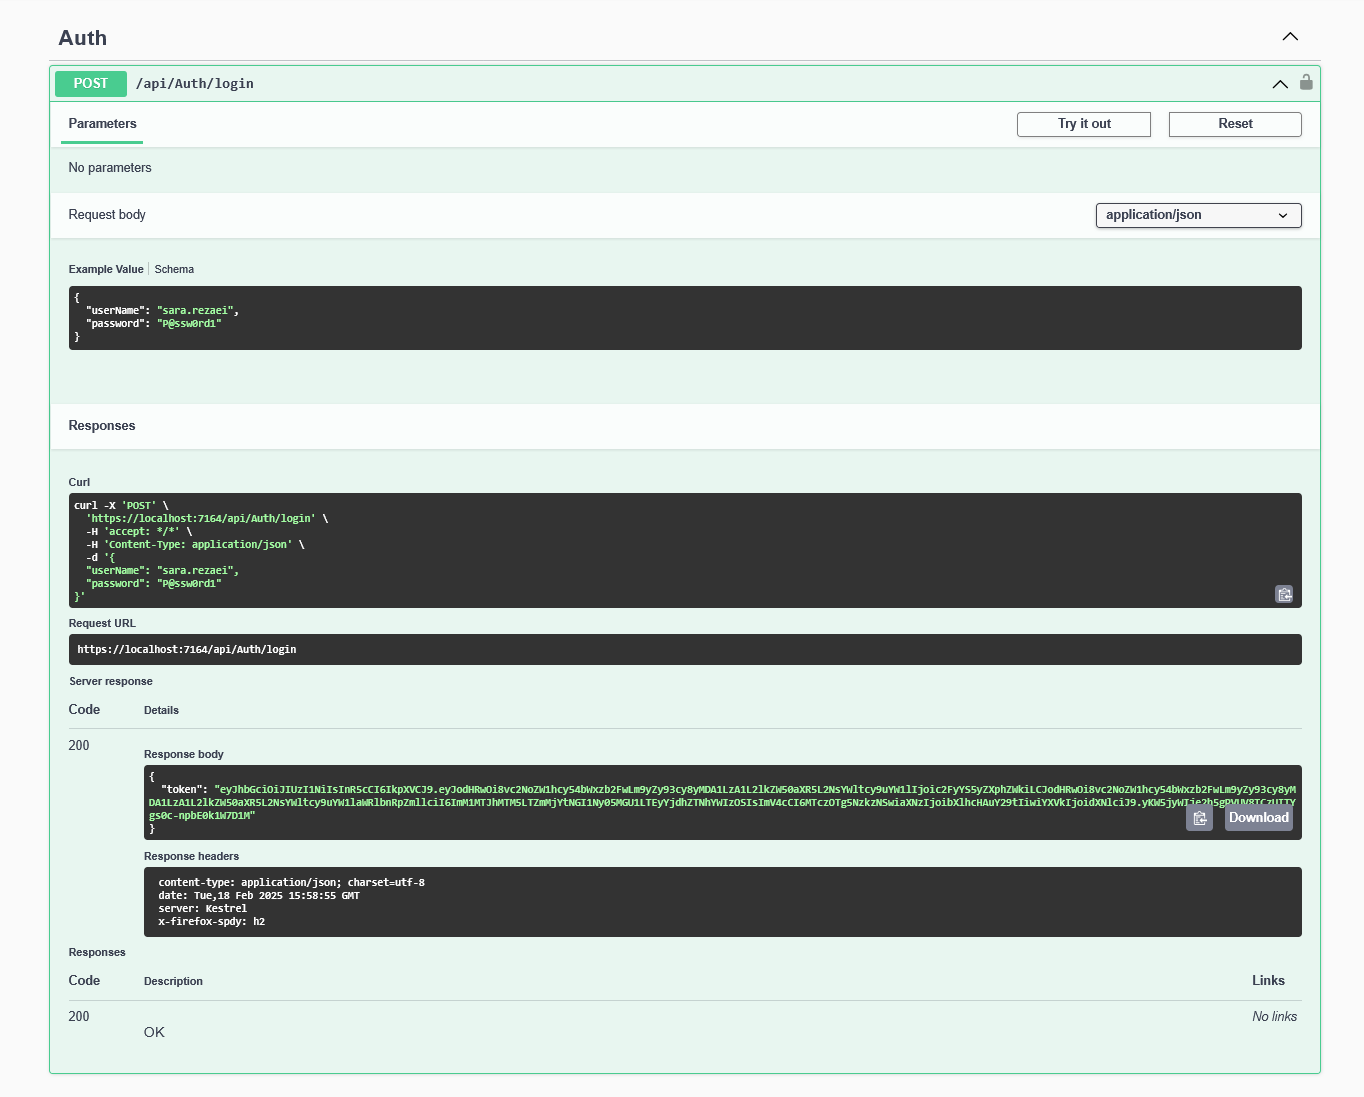 Auth
POST /api/Auth/login
Parameters Try it out Reset
No parameters
Request body application/json
Example Value Schema
{
"userName": "sara.rezaei",
"password": "P@ssw0rd1"
}
Responses
Curl
curl -X 'POST' \
'https://localhost:7164/api/Auth/login' \
-H 'accept: */*' \
-H 'Content-Type: application/json' \
-d '{
"userName": "sara.rezaei",
"password": "P@ssw0rd1"
}'
Request URL
https://localhost:7164/api/Auth/login
Server response
Code Details
200
Response body
{
"token": "eyJhbGciOiJIUzI1NiIsInR5cCI6IkpXVCJ9.eyJodHRwOi8vc2NoZW1hcy54bWxzb2FwLm9yZy93cy8yMDA1LzA1L2lkZW50aXR5L2NsYWltcy9uYW1lIjoic2FyYS5yZXphZWkiLCJodHRwOi8vc2NoZW1hcy54bWxzb2FwLm9yZy93cy8yM
DA1LzA1L2lkZW50aXR5L2NsYWltcy9uYW1laWRlbnRpZmllciI6ImM1MTJhMTM5LTZmMjYtNGI1Ny05MGU1LTEyYjdhZTNhYWIzOSIsImV4cCI6MTczOTg5NzkzNSwiaXNzIjoibXlhcHAuY29tIiwiYXVkIjoidXNlciJ9.
gs0c-npbE0k1W7D1M"
}
Download
Response headers
content-type: application/json; charset=utf-8
date: Tue,18 Feb 2025 15:58:55 GMT
server: Kestrel
x-firefox-spdy: h2
Responses
Code Description Links
200 No links
OK